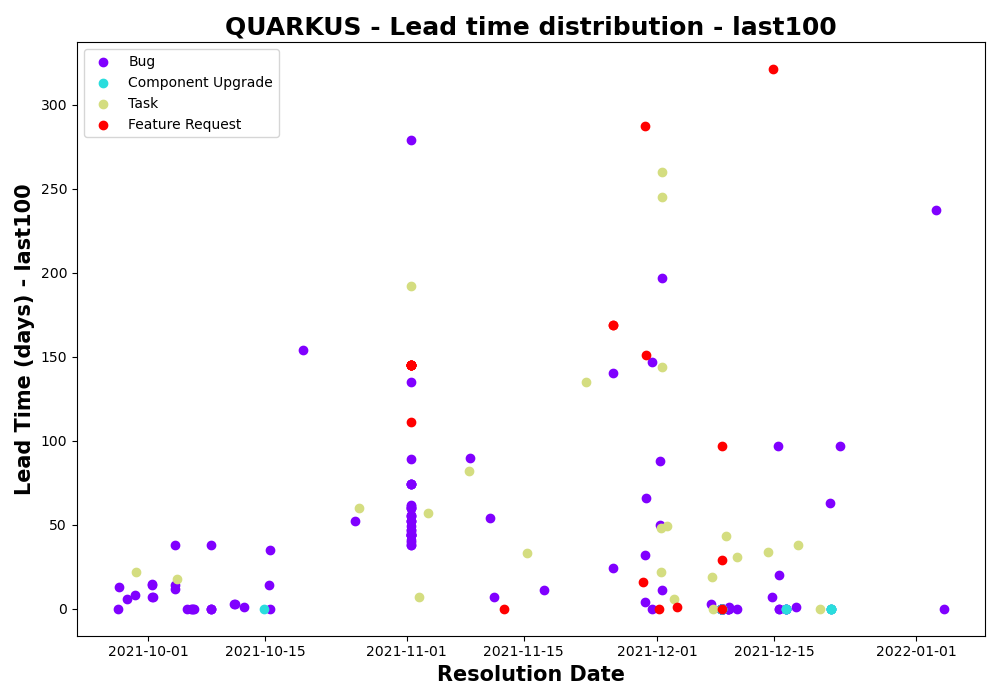 QUARKUS - Lead time distribution - last100
Bug
Component Upgrade
Task
Feature Request
Lead Time (days) - last100
300
250
200
150
100
50
0
2021-10-01
2021-10-15
2021-11-01
2021-11-15
2021-12-01
2021-12-15
2022-01-01
Resolution Date